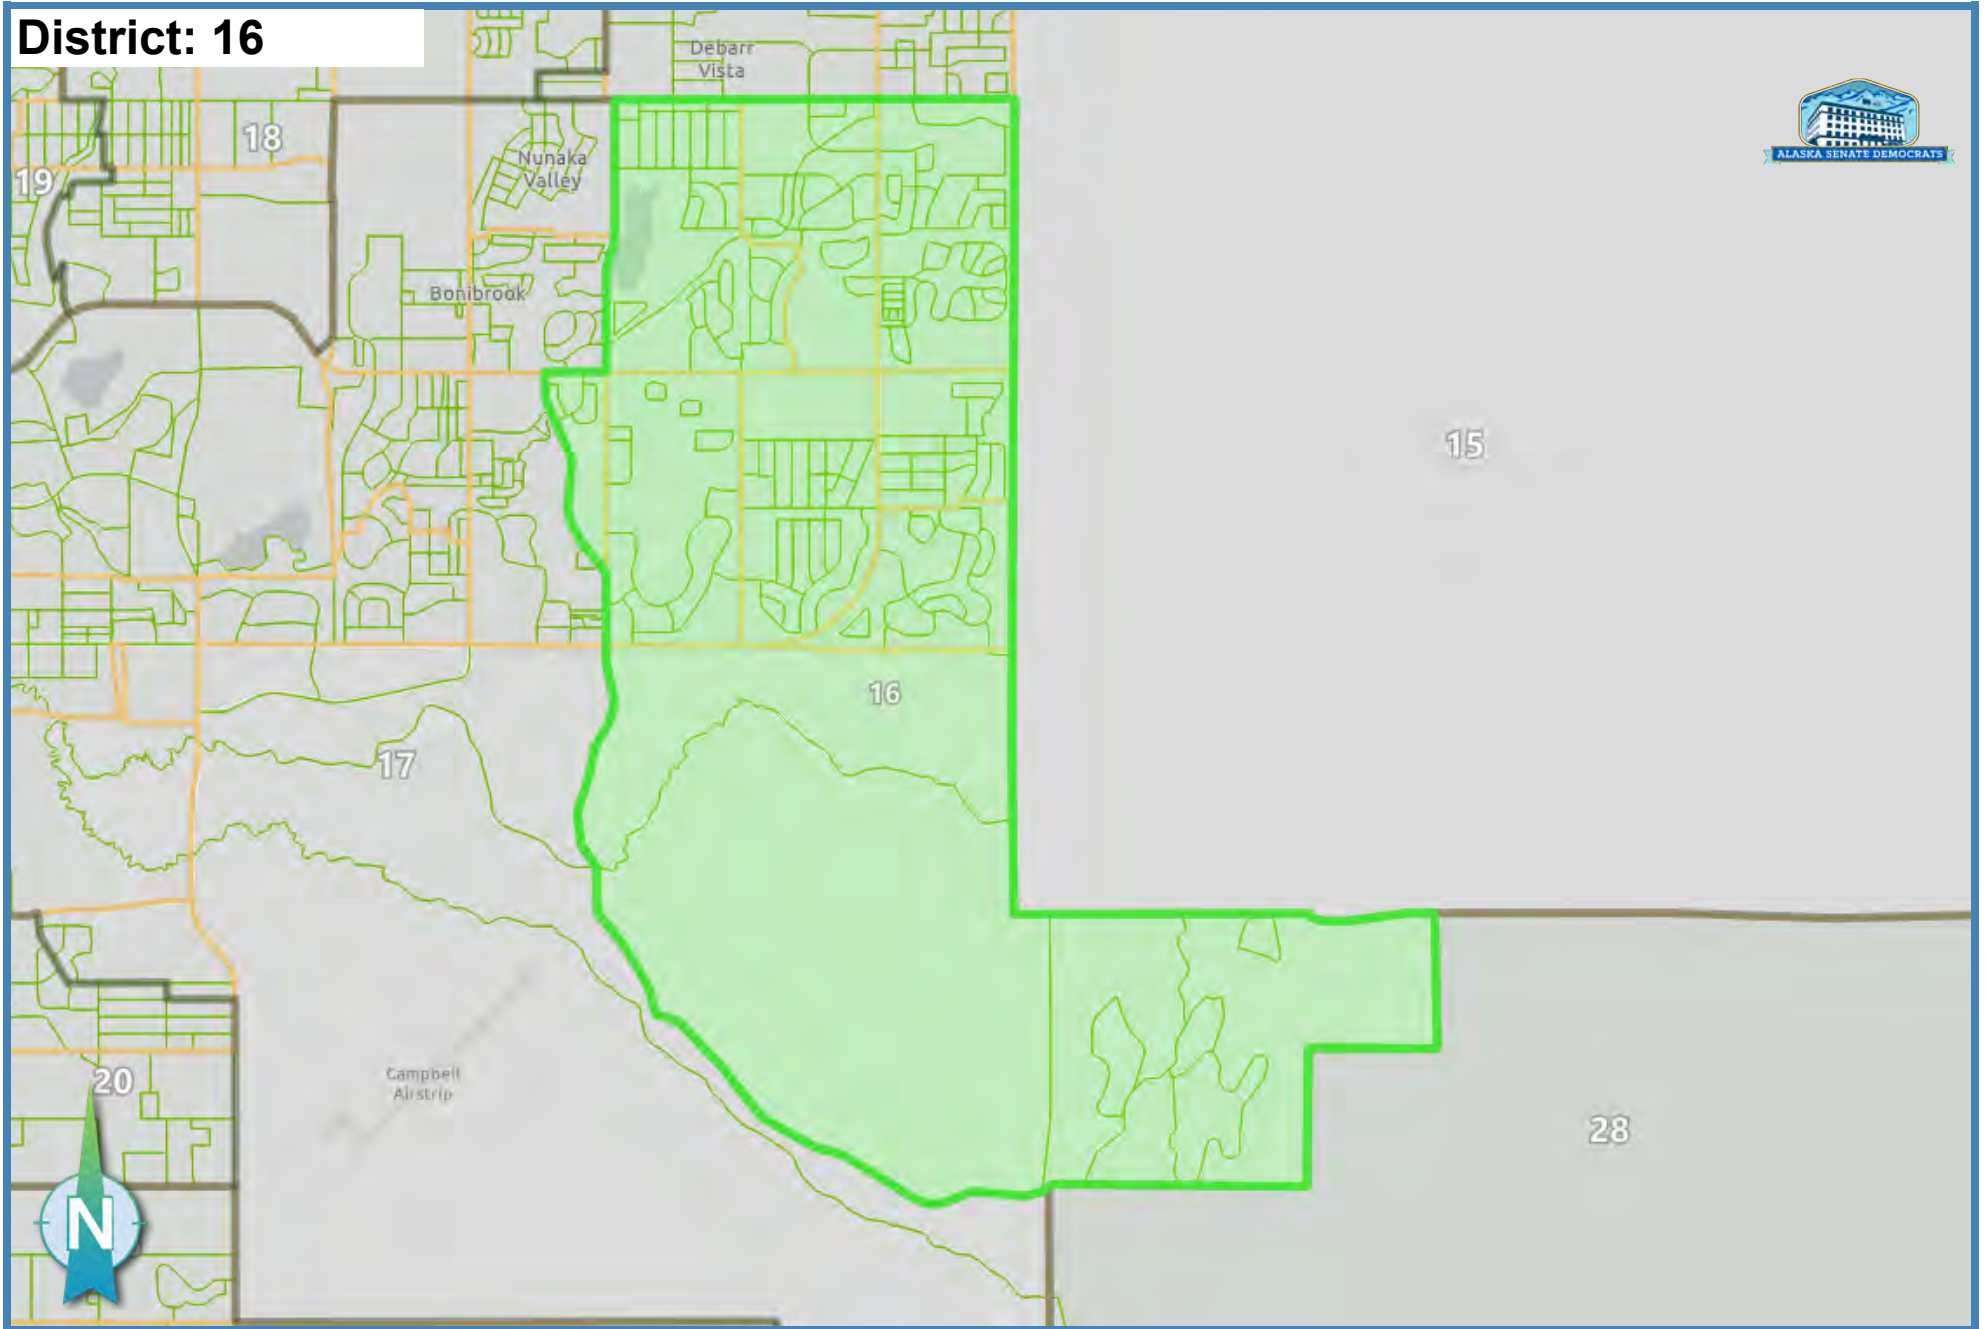 District: 16
Debarr
Vista
ALASKA SENATE DEMOCRATS
18
Nunaka
Valley
19
Bonibrook
15
16
17
Campbell
Airstrip
20
28
N